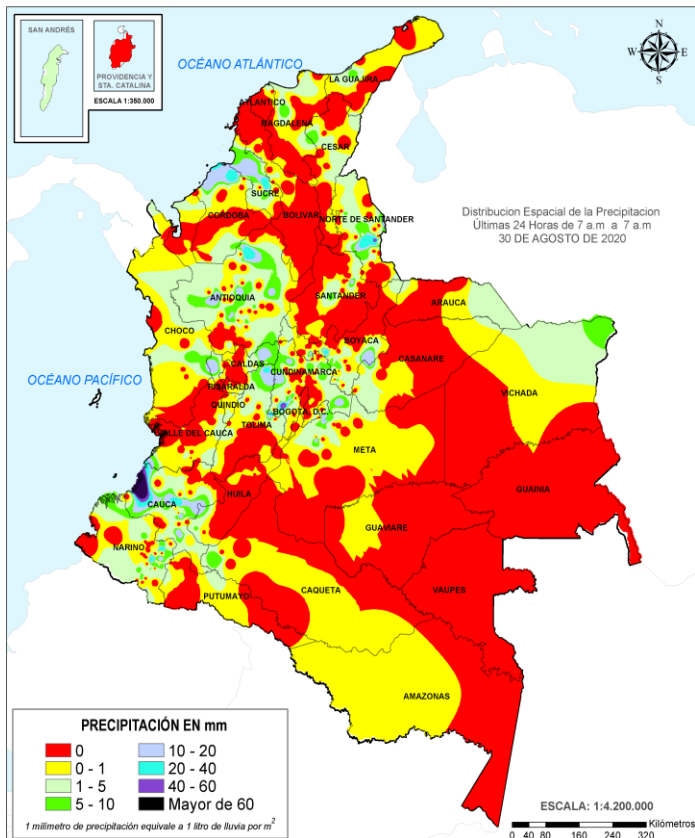 SAN ANDRÉS
S
PROVIDENCIA Y
STA. CATALINA
ESCALA 1:350.000
OCÉANO ATLÁNTICO
N
W
E
S
LA GUAJIRA
ATLANTICO
MAGDALENA
CESAR
SUCRE
CORDOBA
BOLIVAR
NORTE DE SANTANDER
Distribucion Espacial de la Precipitacion
Últimas 24 Horas de 7 a.m a 7 a.m
30 DE AGOSTO DE 2020
ANTIOQUIA
SANTANDER
ARAUCA
CHOCO
BOYACA
CASANARE
OCÉANO PACÍFICO
CALDAS
CUNDINAMARCA
RISARALDA
VICHADA
QUINDIO
BOGOTA, D.C.
TOLIMA
VALLE DEL CAUCA
META
HUILA
GUAINIA
CAUCA
GUAMARE
NARINO
CAQUETA
VAUPES
PUTUMAYO
AMAZONAS
PRECIPITACIÓN EN mm
0
10 - 20
0 - 1
20 - 40
1 - 5
40 - 60
5 - 10
Mayor de 60
1 milimetro de precipitación equivale a 1 litro de lluvia por m²
ESCALA: 1:4.200.000
Kilómetros
0 40 80 160 240 320